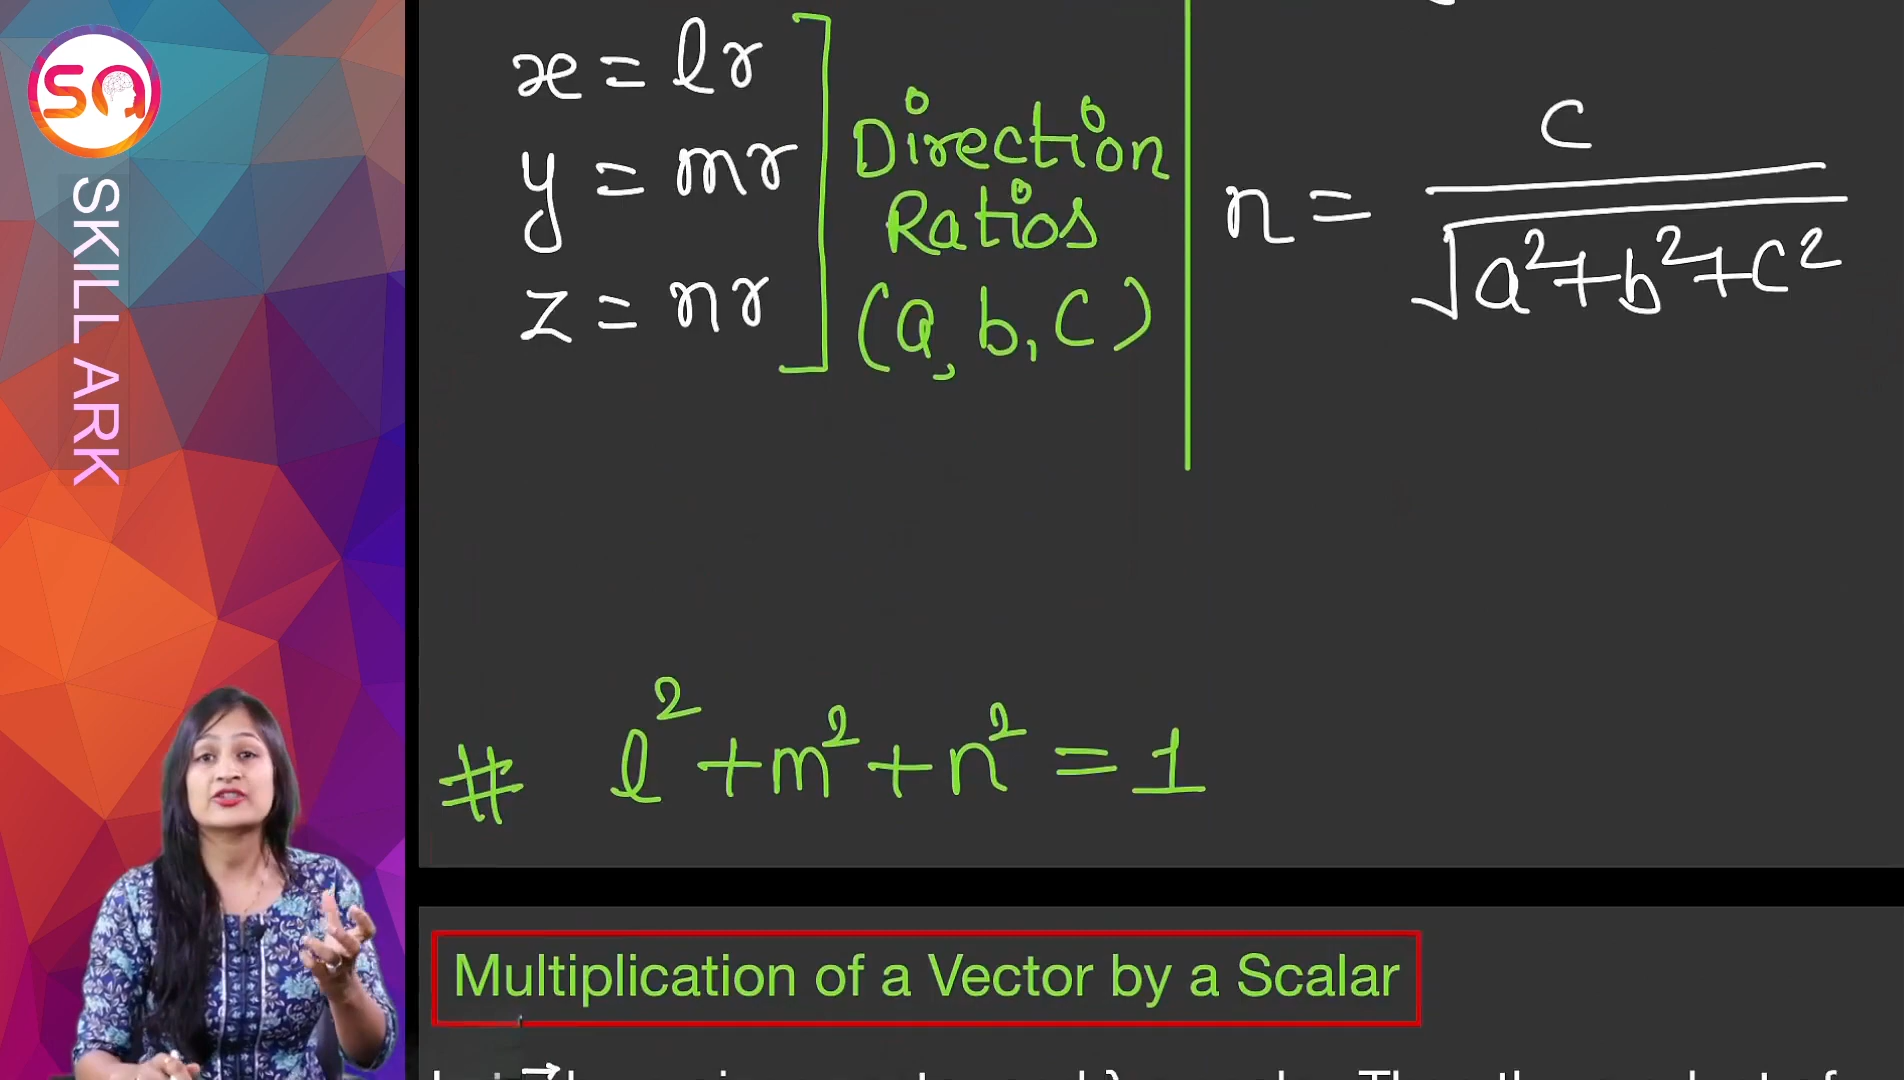 SA
SKILL ARK
x = lr
y = mr
z = nr
Direction
Ratios
(a, b, c)
n = c / √a²+b²+c²
# l² + m² + n² = 1
Multiplication of a Vector by a Scalar